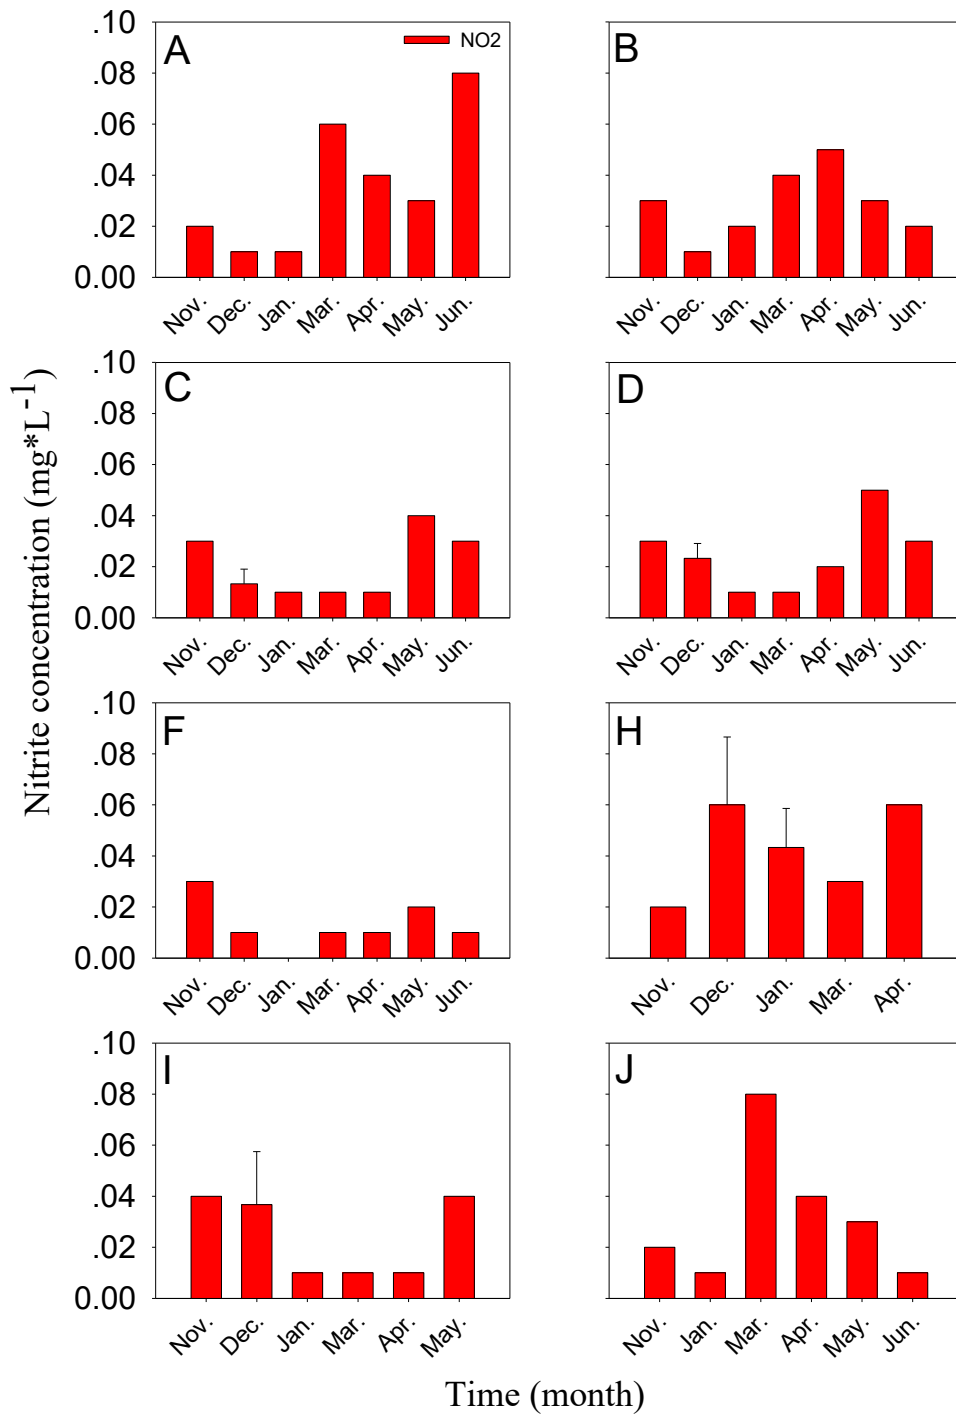 Nitrite concentration (mg*L-1)
A
NO2
.10
.08
.06
.04
.02
0.00
Nov. Dec. Jan. Mar. Apr. May. Jun.
B
Nov. Dec. Jan. Mar. Apr. May. Jun.
C
.10
.08
.06
.04
.02
0.00
Nov. Dec. Jan. Mar. Apr. May. Jun.
D
Nov. Dec. Jan. Mar. Apr. May. Jun.
F
.10
.08
.06
.04
.02
0.00
Nov. Dec. Jan. Mar. Apr. May. Jun.
H
Nov. Dec. Jan. Mar. Apr.
I
.10
.08
.06
.04
.02
0.00
Nov. Dec. Jan. Mar. Apr. May.
J
Nov. Jan. Mar. Apr. May. Jun.
Time (month)